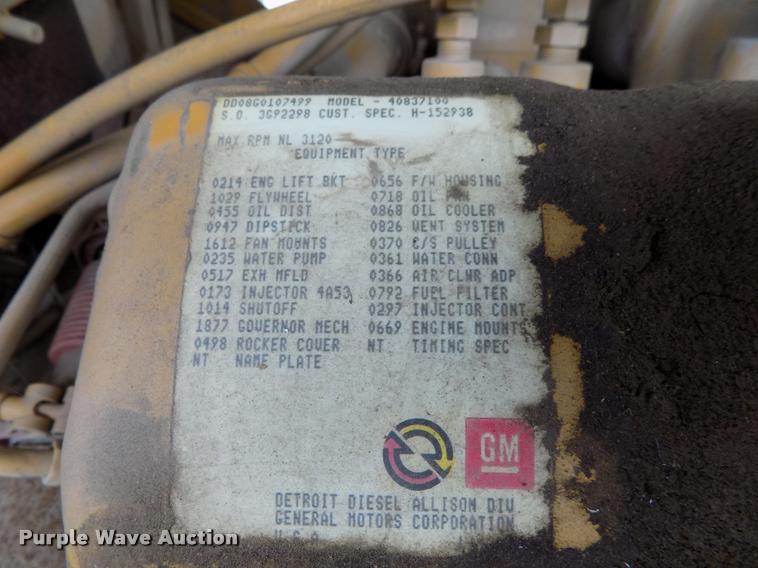 DD08G0107499 MODEL - 40837100
S.O. 3G92298 CUST. SPEC. H-152938
MAX RPM NL 3120
EQUIPMENT TYPE
0214 ENG LIFT BKT 0656 F/W HOUSING
1029 FLYWHEEL 0718 OIL PAN
0455 OIL DIST 0868 OIL COOLER
0947 DIPSTICK 0826 VENT SYSTEM
1612 FAN MOUNTS 0370 C/S PULLEY
0235 WATER PUMP 0361 WATER CONN
0517 EXH MFLD 0366 AIR CLNR ADP
0173 INJECTOR 4A53 0792 FUEL FILTER
1014 SHUTOFF 0297 INJECTOR CONT
1877 GOVERNOR MECH 0669 ENGINE MOUNTS
0498 ROCKER COVER NT TIMING SPEC
NT NAME PLATE
GM
DETROIT DIESEL ALLISON DIV
GENERAL MOTORS CORPORATION
U.S.A.
Purple Wave Auction